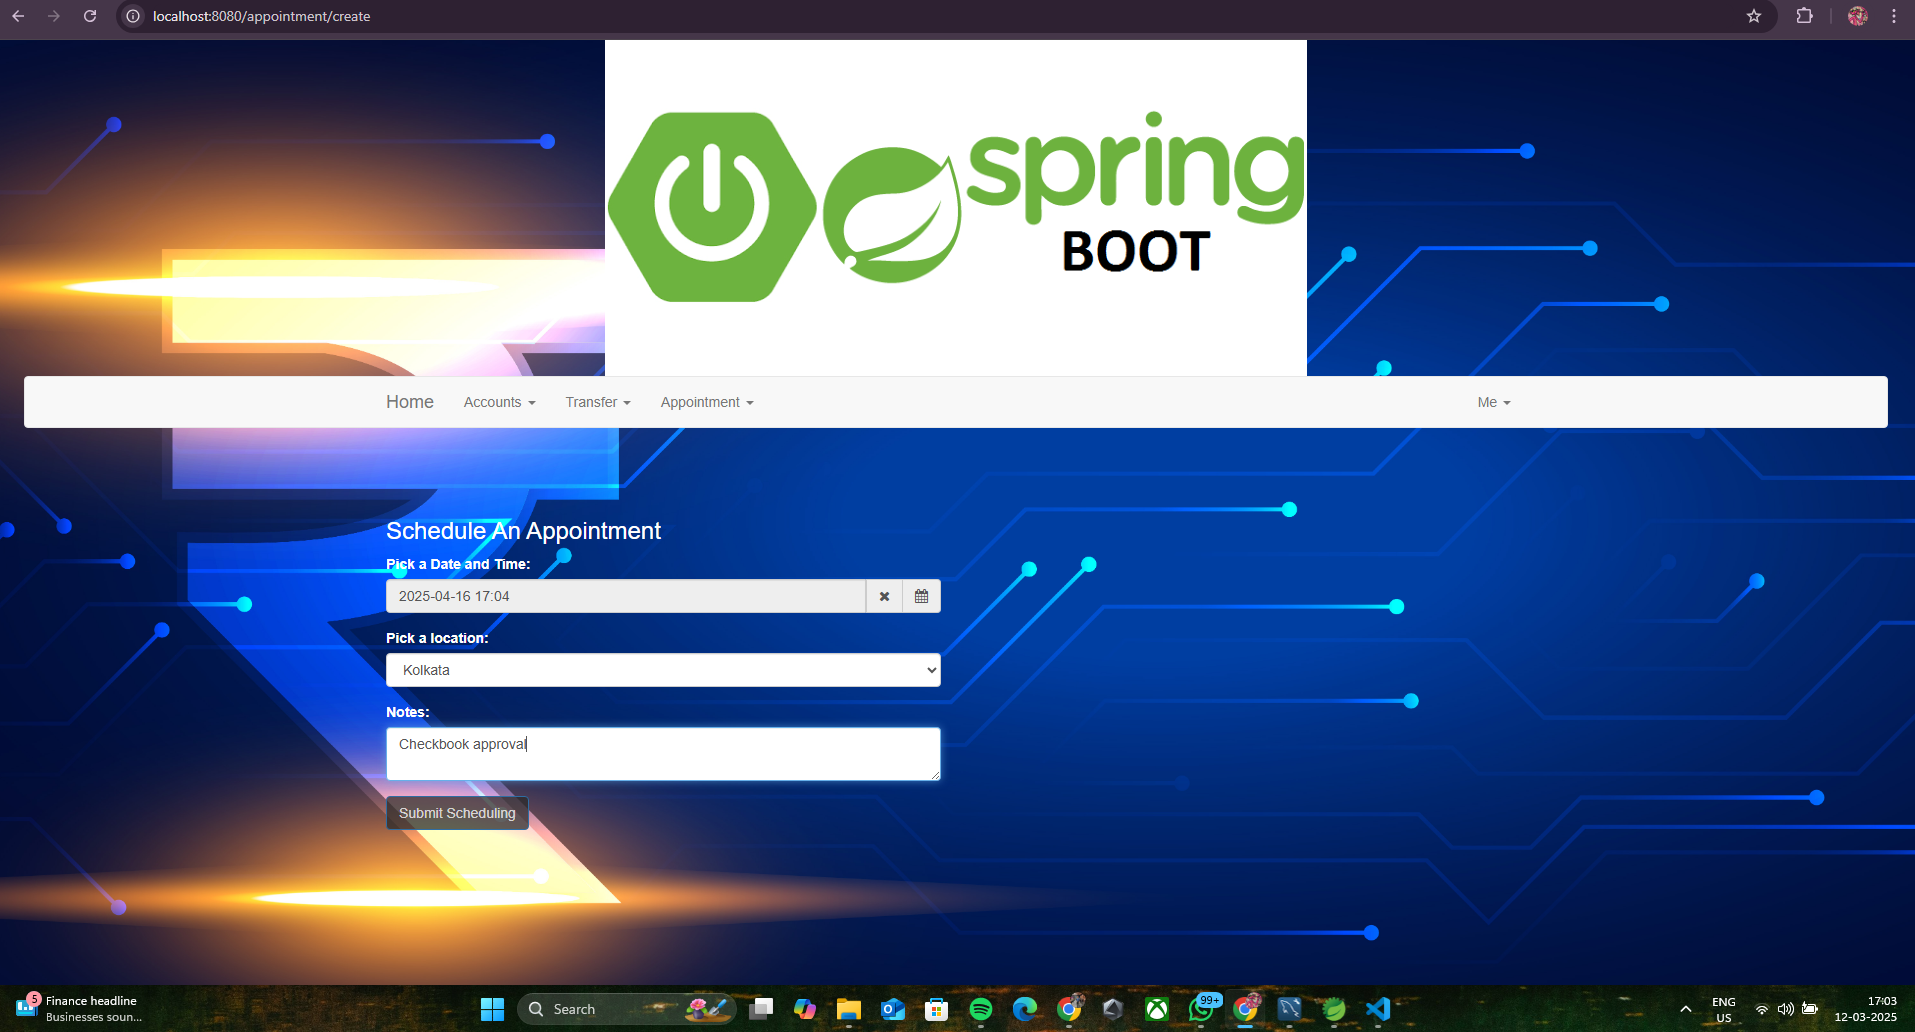 localhost:8080/appointment/create
spring
BOOT
Home Accounts Transfer Appointment Me
Schedule An Appointment
Pick a Date and Time:
2025-04-16 17:04
Pick a location:
Kolkata
Notes:
Checkbook approval
Submit Scheduling
5
Finance headline
Businesses soun...
Search
99+
ENG
US
17:03
12-03-2025